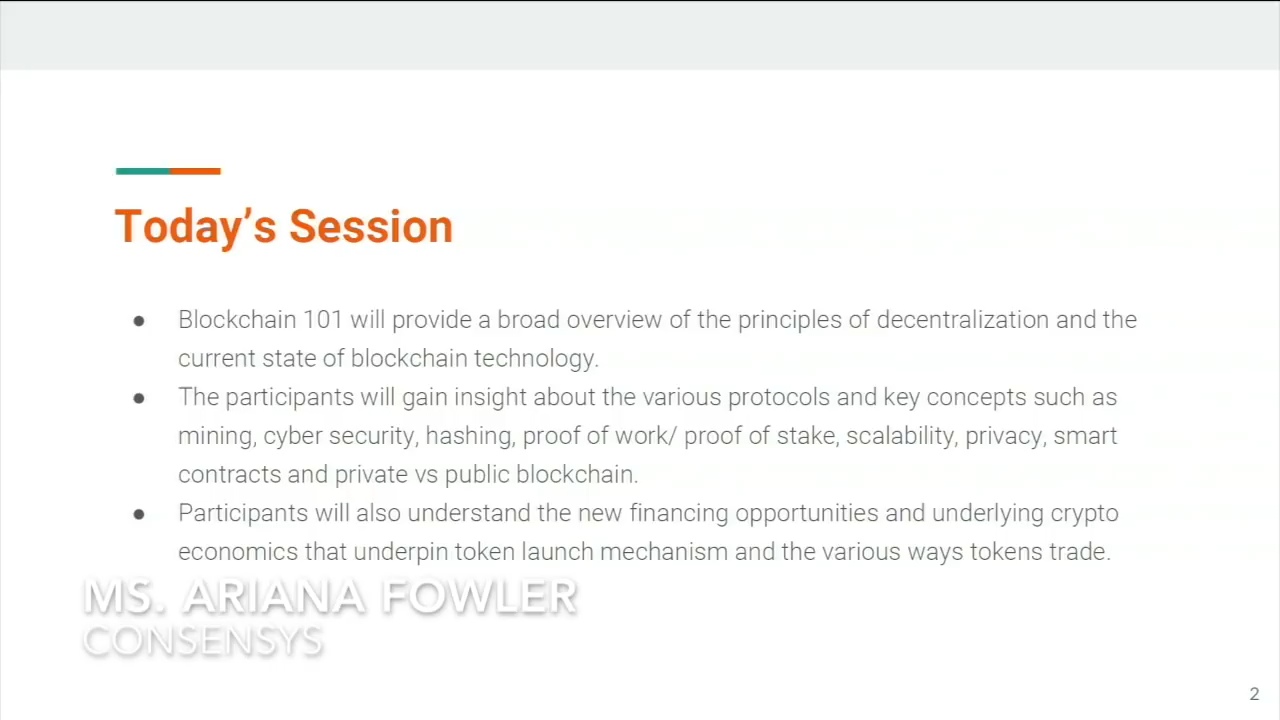 Today’s Session
● Blockchain 101 will provide a broad overview of the principles of decentralization and the
current state of blockchain technology.
● The participants will gain insight about the various protocols and key concepts such as
mining, cyber security, hashing, proof of work/ proof of stake, scalability, privacy, smart
contracts and private vs public blockchain.
● Participants will also understand the new financing opportunities and underlying crypto
economics that underpin token launch mechanism and the various ways tokens trade.
MS. ARIANA FOWLER
CONSENSYS
2